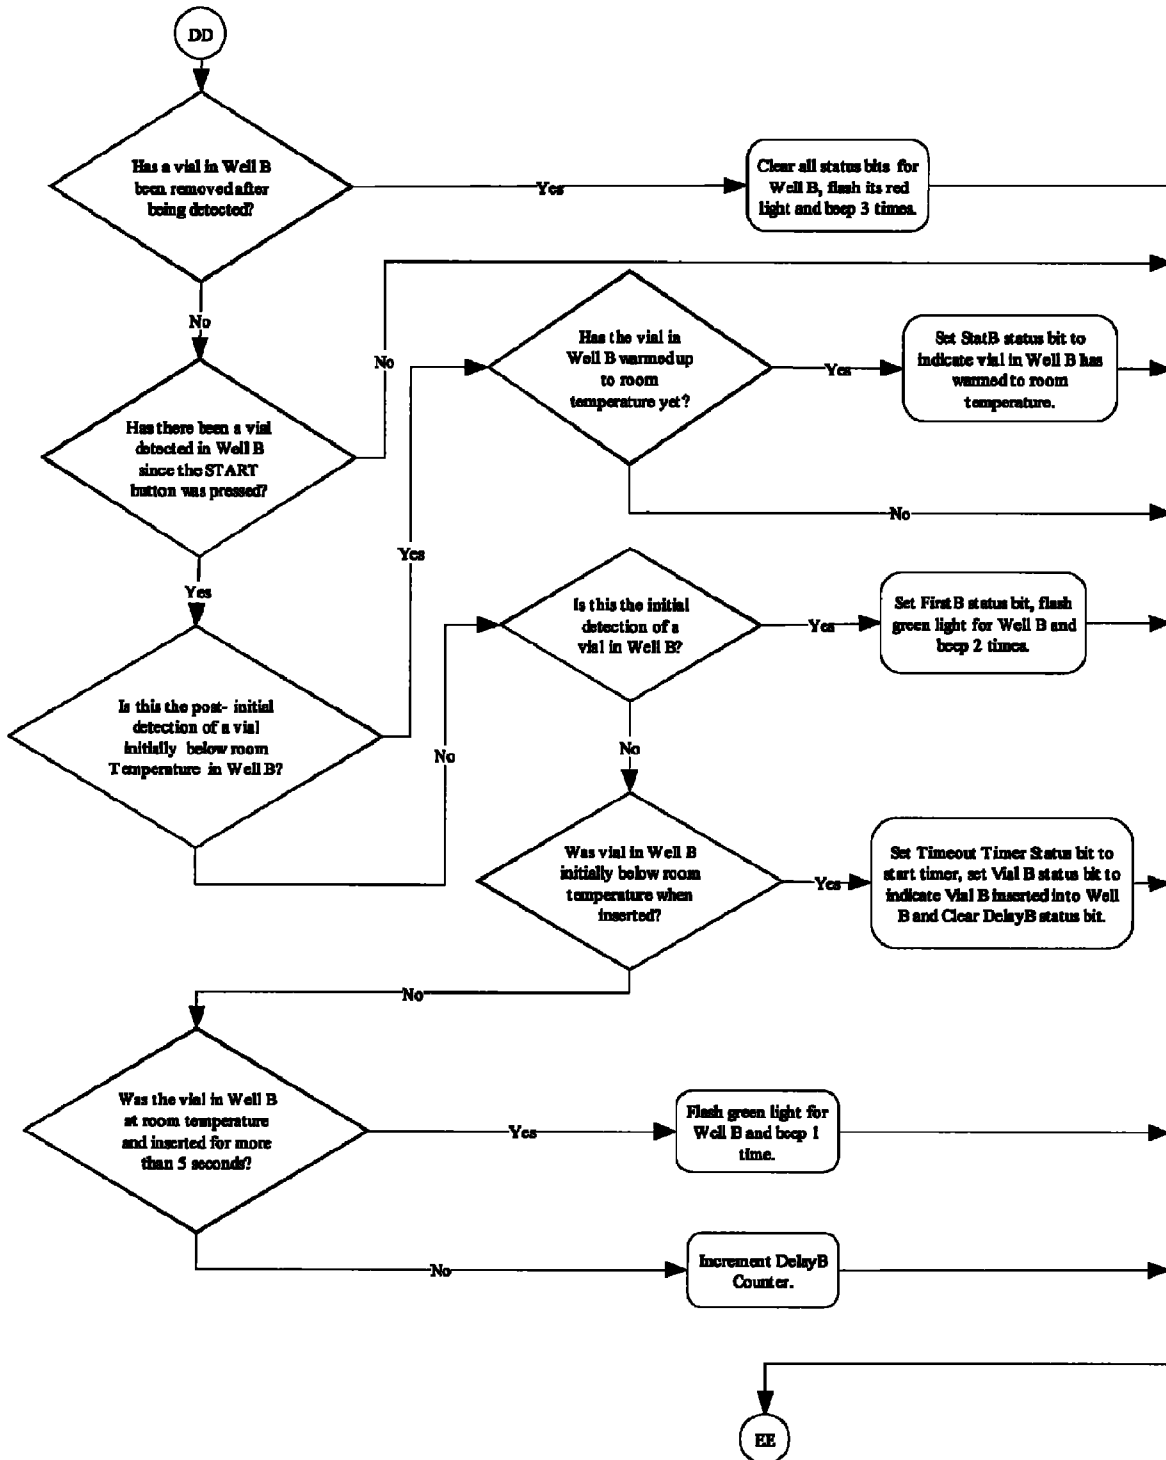 DD
Has a vial in Well B
been removed after
being detected?
Yes
Clear all status bits for
Well B, flash its red
light and beep 3 times.
No
Has the vial in
Well B warmed up
to room
temperature yet?
Yes
Set StatB status bit to
indicate vial in Well B has
warmed to room
temperature.
No
Has there been a vial
detected in Well B
since the START
button was pressed?
No
Yes
Yes
Is this the initial
detection of a
vial in Well B?
Yes
Set FirstB status bit, flash
green light for Well B and
beep 2 times.
Is this the post- initial
detection of a vial
initially below room
Temperature in Well B?
No
No
Was vial in Well B
initially below room
temperature when
inserted?
Yes
Set Timeout Timer Status bit to
start timer, set Vial B status bit to
indicate Vial B inserted into Well
B and Clear DelayB status bit.
No
Was the vial in Well B
at room temperature
and inserted for more
than 5 seconds?
Yes
Flash green light for
Well B and beep 1
time.
No
Increment DelayB
Counter.
EE